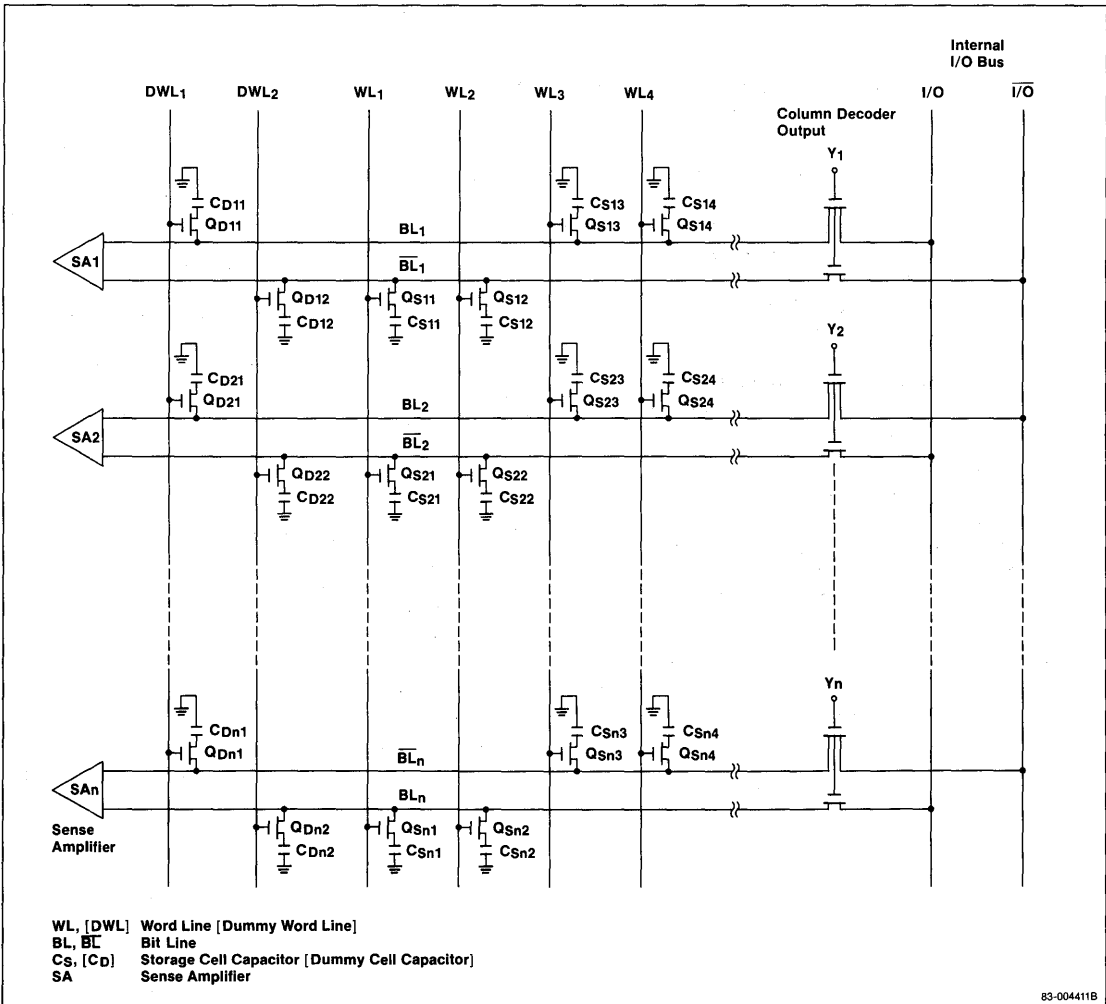 Internal
I/O Bus
DWL1 DWL2 WL1 WL2 WL3 WL4 I/O I/O̅
Column Decoder
Output
Y1
CD11 CS13 CS14
QD11 QS13 QS14
BL1
SA1
B̅L̅1
QD12 QS11 QS12
CD12 CS11 CS12
Y2
CD21 CS23 CS24
QD21 QS23 QS24
BL2
SA2
B̅L̅2
QD22 QS21 QS22
CD22 CS21 CS22
Yn
CDn1 CSn3 CSn4
QDn1 QSn3 QSn4
B̅L̅n
SAn
BLn
Sense
Amplifier
QDn2 QSn1 QSn2
CDn2 CSn1 CSn2
WL, [DWL] Word Line [Dummy Word Line]
BL, B̅L̅ Bit Line
CS, [CD] Storage Cell Capacitor [Dummy Cell Capacitor]
SA Sense Amplifier
83-004411B